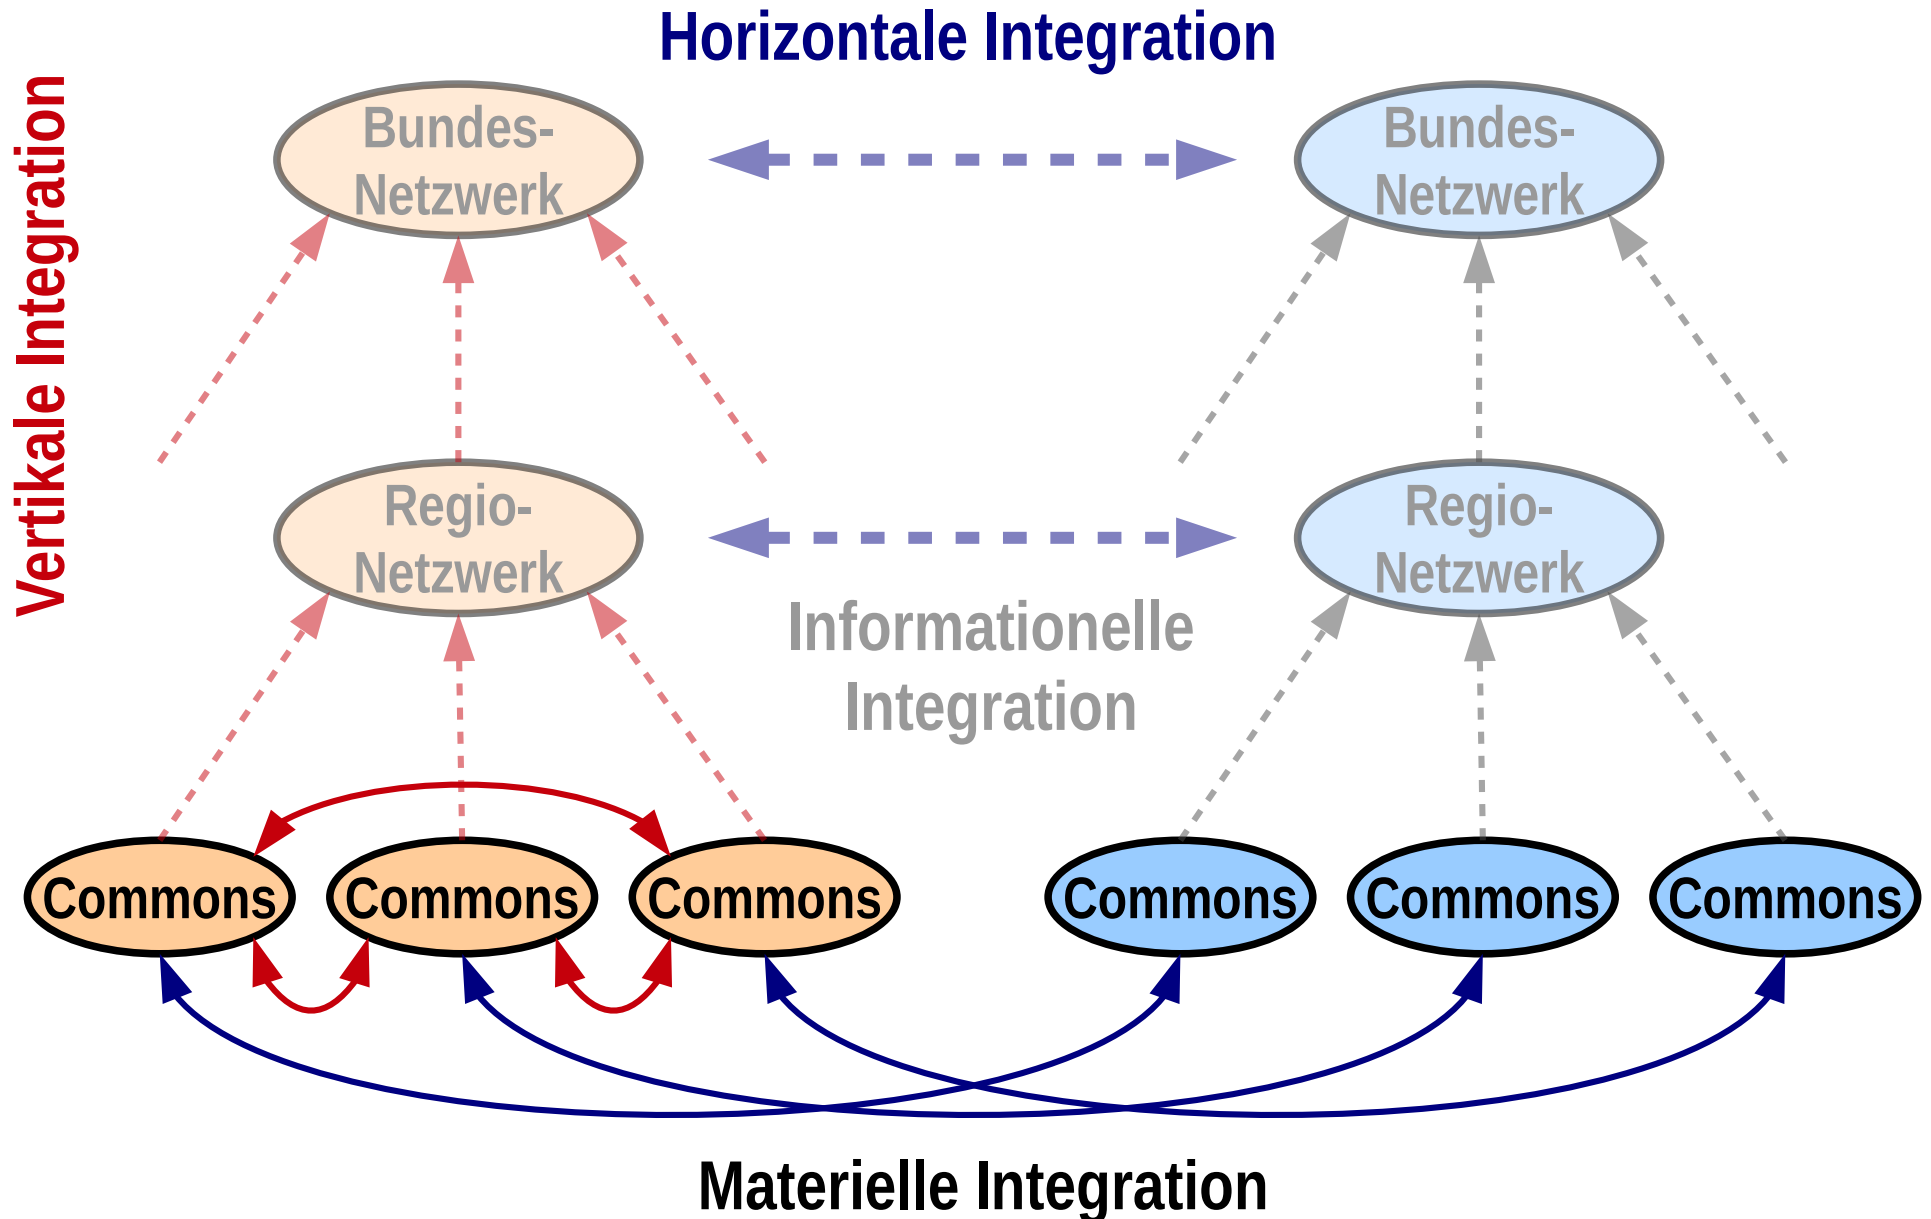 Horizontale Integration
Vertikale Integration
Bundes-
Netzwerk
Bundes-
Netzwerk
Regio-
Netzwerk
Regio-
Netzwerk
Informationelle
Integration
Commons
Commons
Commons
Commons
Commons
Commons
Materielle Integration